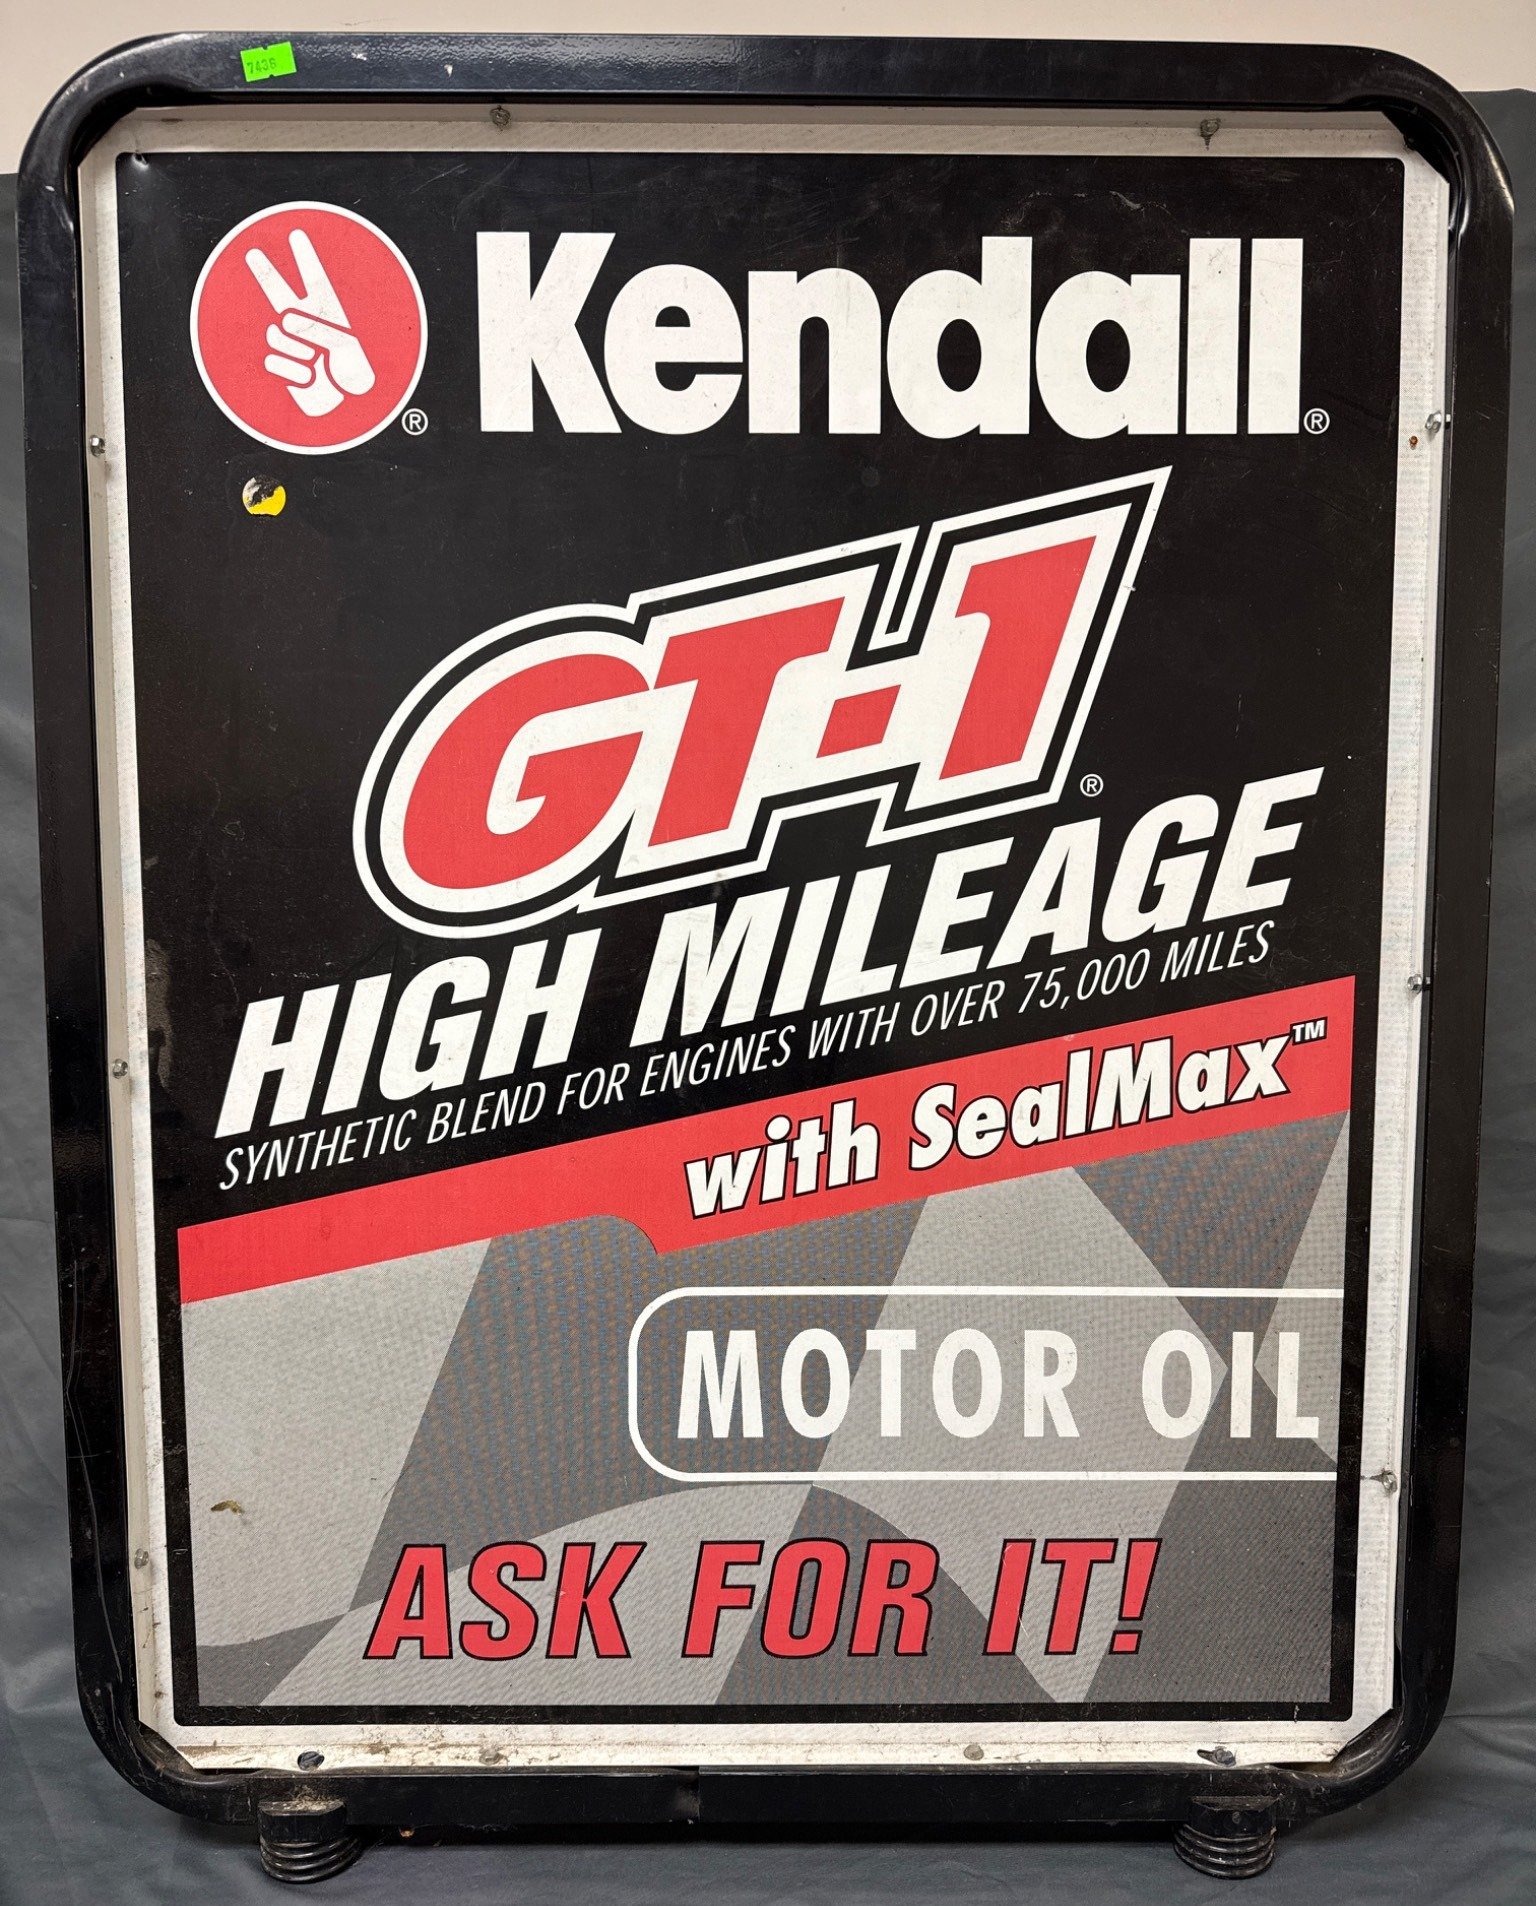 7436
Kendall®
®
GT-1®
HIGH MILEAGE
SYNTHETIC BLEND FOR ENGINES WITH OVER 75,000 MILES
with SealMax™
MOTOR OIL
ASK FOR IT!